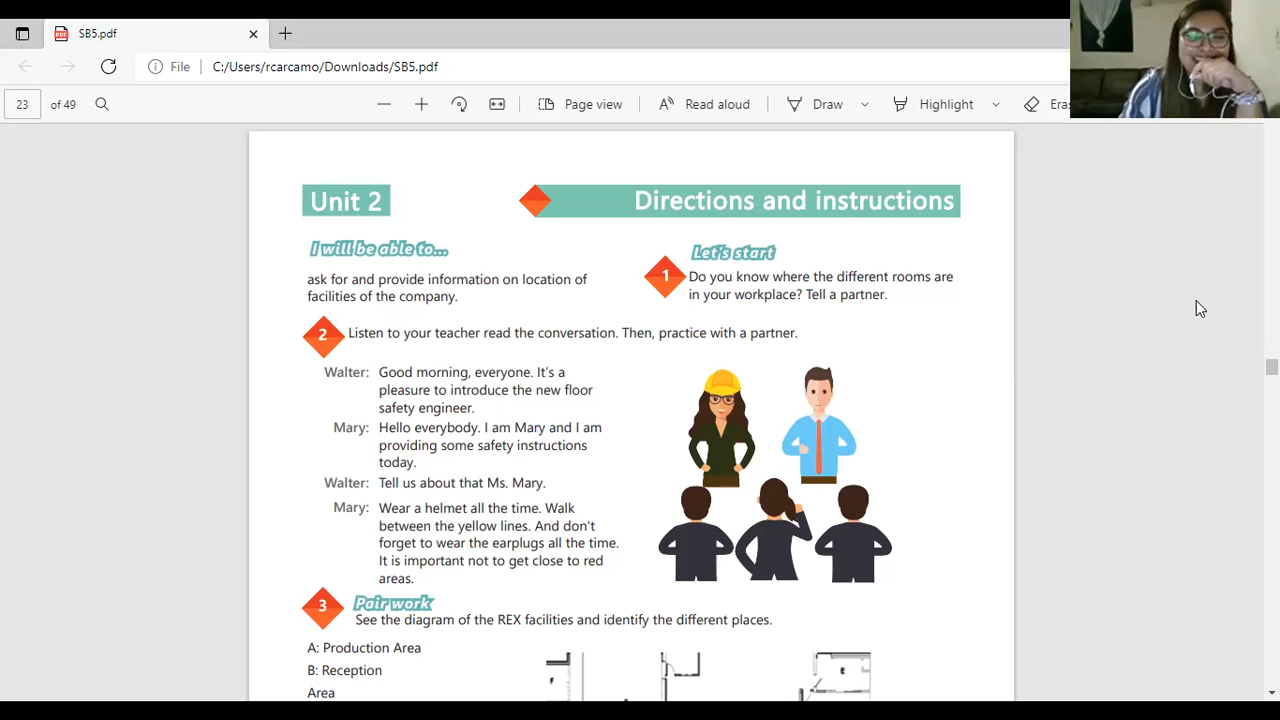 SB5.pdf
File
C:/Users/rcarcamo/Downloads/SB5.pdf
23 of 49
Page view
Read aloud
Draw
Highlight
Unit 2
Directions and instructions
I will be able to...
ask for and provide information on location of
facilities of the company.
Let's start
1
Do you know where the different rooms are
in your workplace? Tell a partner.
2
Listen to your teacher read the conversation. Then, practice with a partner.
Walter: Good morning, everyone. It's a
pleasure to introduce the new floor
safety engineer.
Mary: Hello everybody. I am Mary and I am
providing some safety instructions
today.
Walter: Tell us about that Ms. Mary.
Mary: Wear a helmet all the time. Walk
between the yellow lines. And don't
forget to wear the earplugs all the time.
It is important not to get close to red
areas.
3
Pair work
See the diagram of the REX facilities and identify the different places.
A: Production Area
B: Reception
Area
F
E